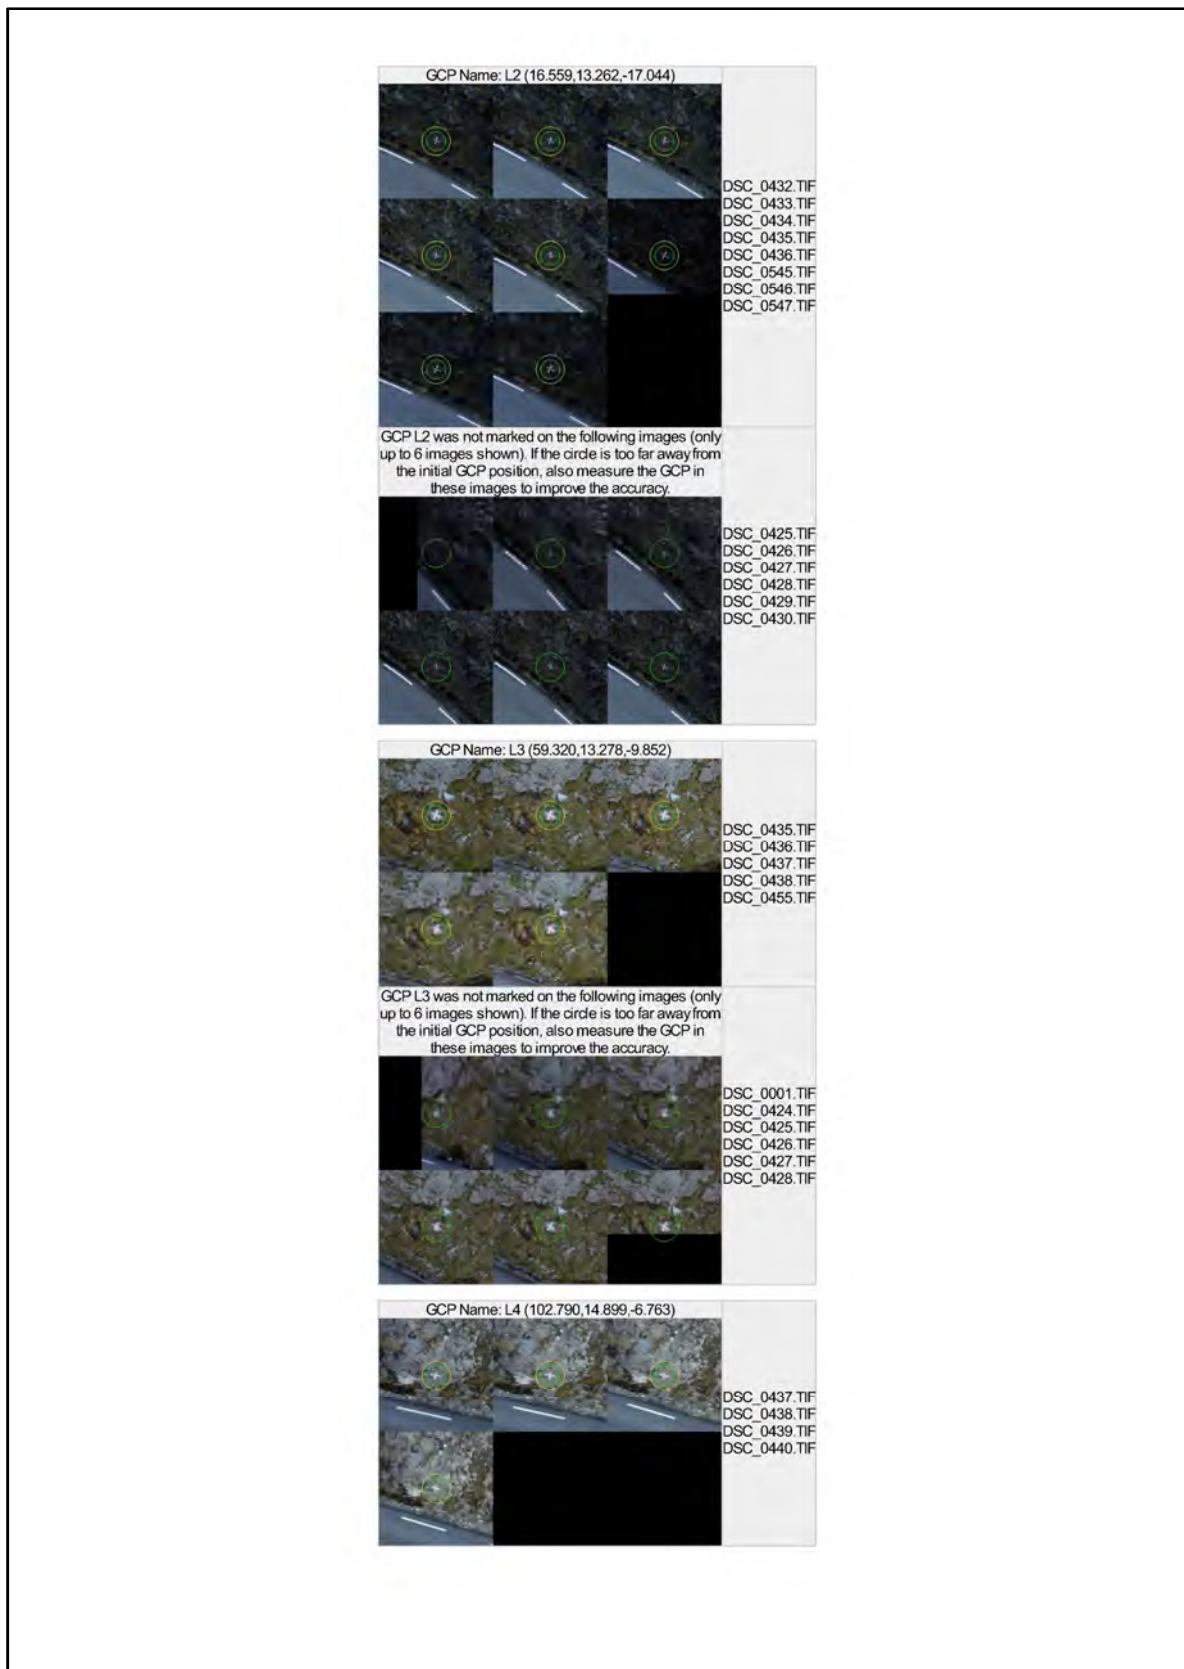 GCP Name: L2 (16.559,13.262,-17.044)
DSC_0432.TIF
DSC_0433.TIF
DSC_0434.TIF
DSC_0435.TIF
DSC_0436.TIF
DSC_0545.TIF
DSC_0546.TIF
DSC_0547.TIF
GCP L2 was not marked on the following images (only
up to 6 images shown). If the circle is too far away from
the initial GCP position, also measure the GCP in
these images to improve the accuracy.
DSC_0425.TIF
DSC_0426.TIF
DSC_0427.TIF
DSC_0428.TIF
DSC_0429.TIF
DSC_0430.TIF
GCP Name: L3 (59.320,13.278,-9.852)
DSC_0435.TIF
DSC_0436.TIF
DSC_0437.TIF
DSC_0438.TIF
DSC_0455.TIF
GCP L3 was not marked on the following images (only
up to 6 images shown). If the circle is too far away from
the initial GCP position, also measure the GCP in
these images to improve the accuracy.
DSC_0001.TIF
DSC_0424.TIF
DSC_0425.TIF
DSC_0426.TIF
DSC_0427.TIF
DSC_0428.TIF
GCP Name: L4 (102.790,14.899,-6.763)
DSC_0437.TIF
DSC_0438.TIF
DSC_0439.TIF
DSC_0440.TIF